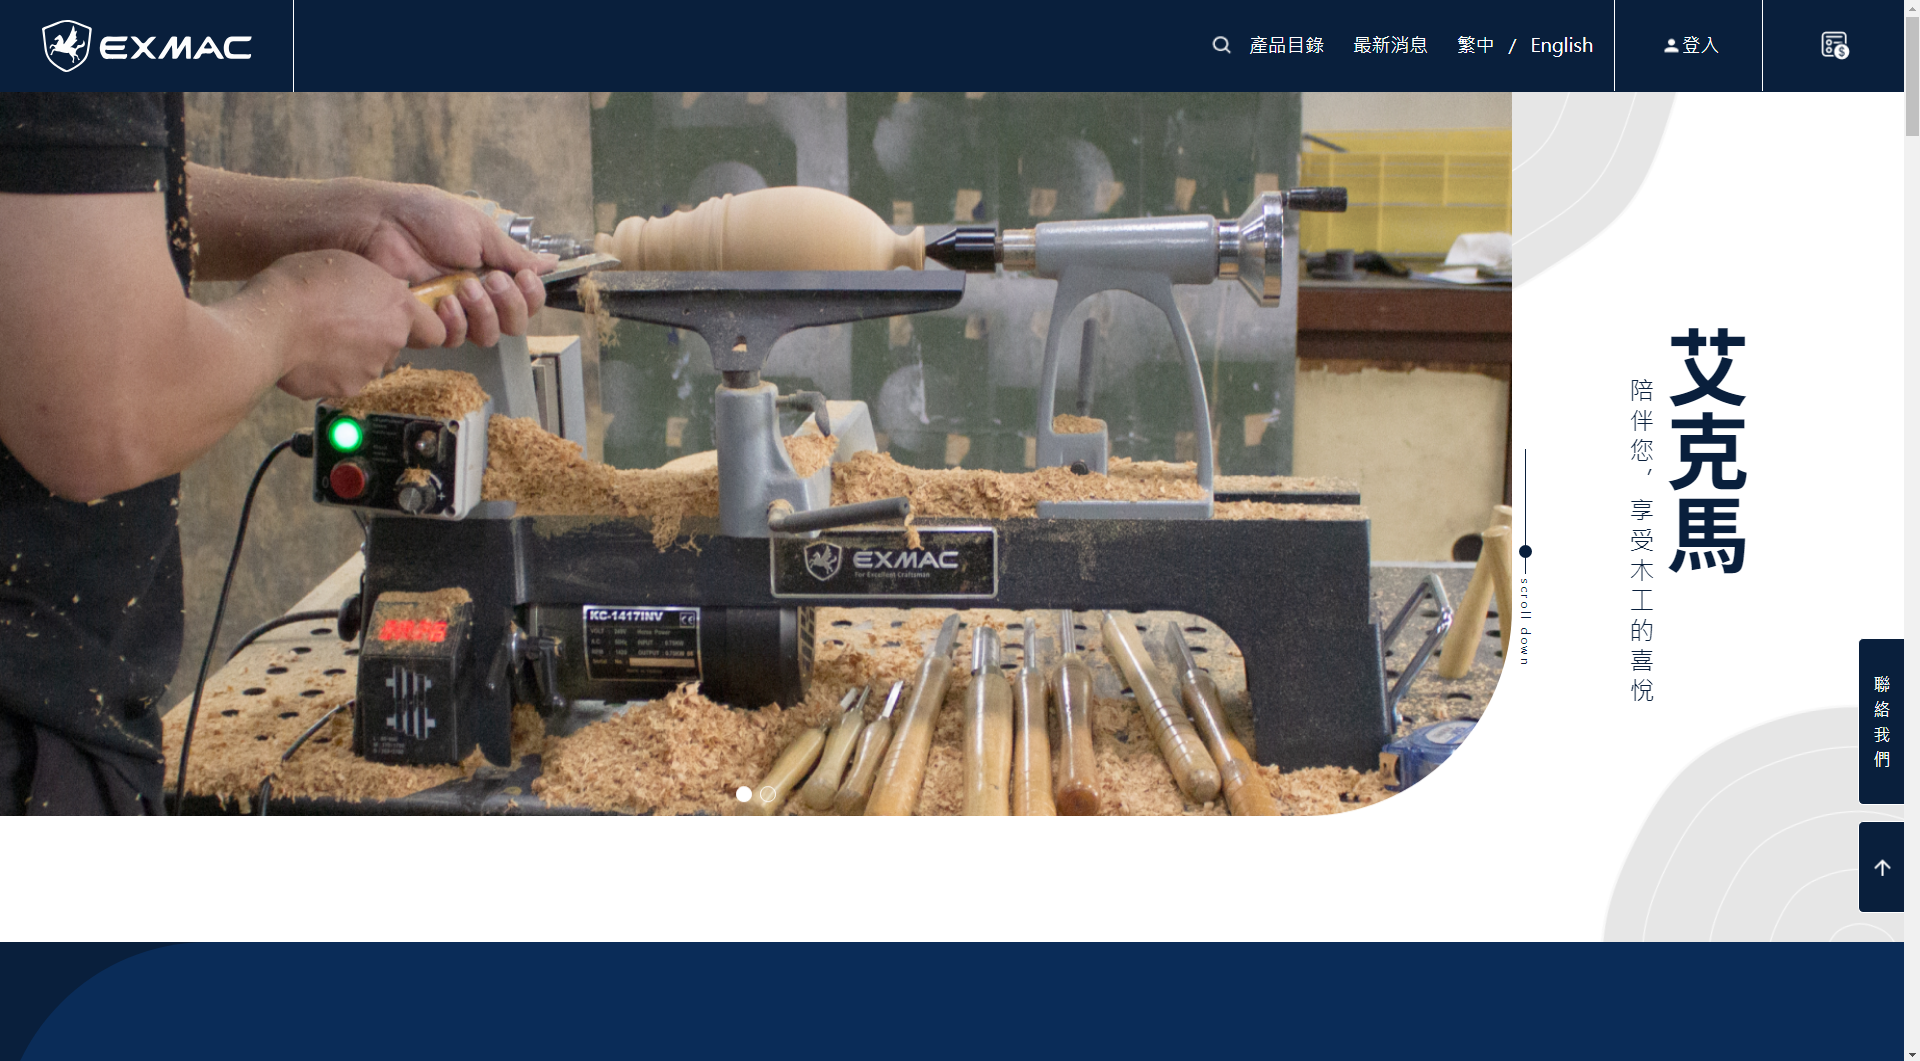 EXMAC
產品目錄
最新消息
繁中 / English
登入
艾克馬
陪伴您，享受木工的喜悅
scroll down
EXMAC
For Excellent Craftsman
KC-1417INV
聯絡我們